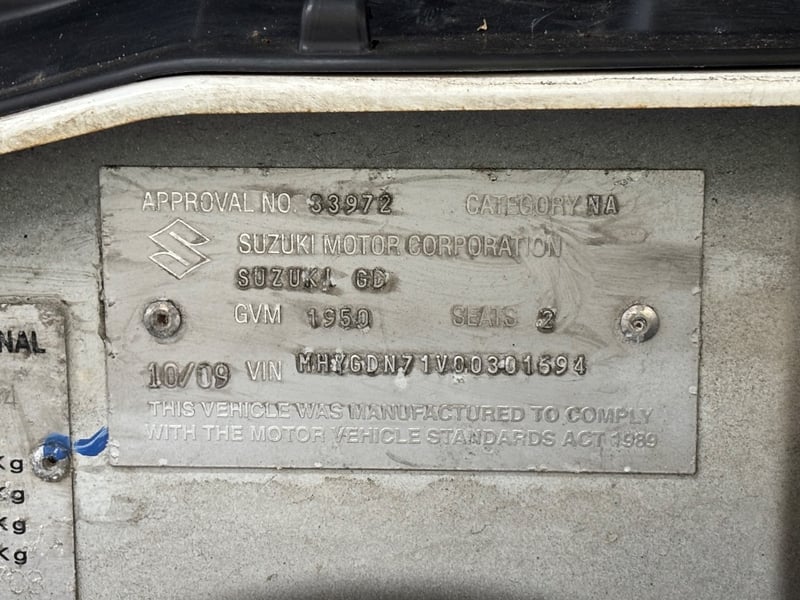 APPROVAL NO. 33972 CATEGORY NA
SUZUKI MOTOR CORPORATION
SUZUKI GD
GVM 1950 SEATS 2
10/09 VIN MHYGDN71V00301694
THIS VEHICLE WAS MANUFACTURED TO COMPLY
WITH THE MOTOR VEHICLE STANDARDS ACT 1989
NAL
Kg
Kg
Kg
Kg